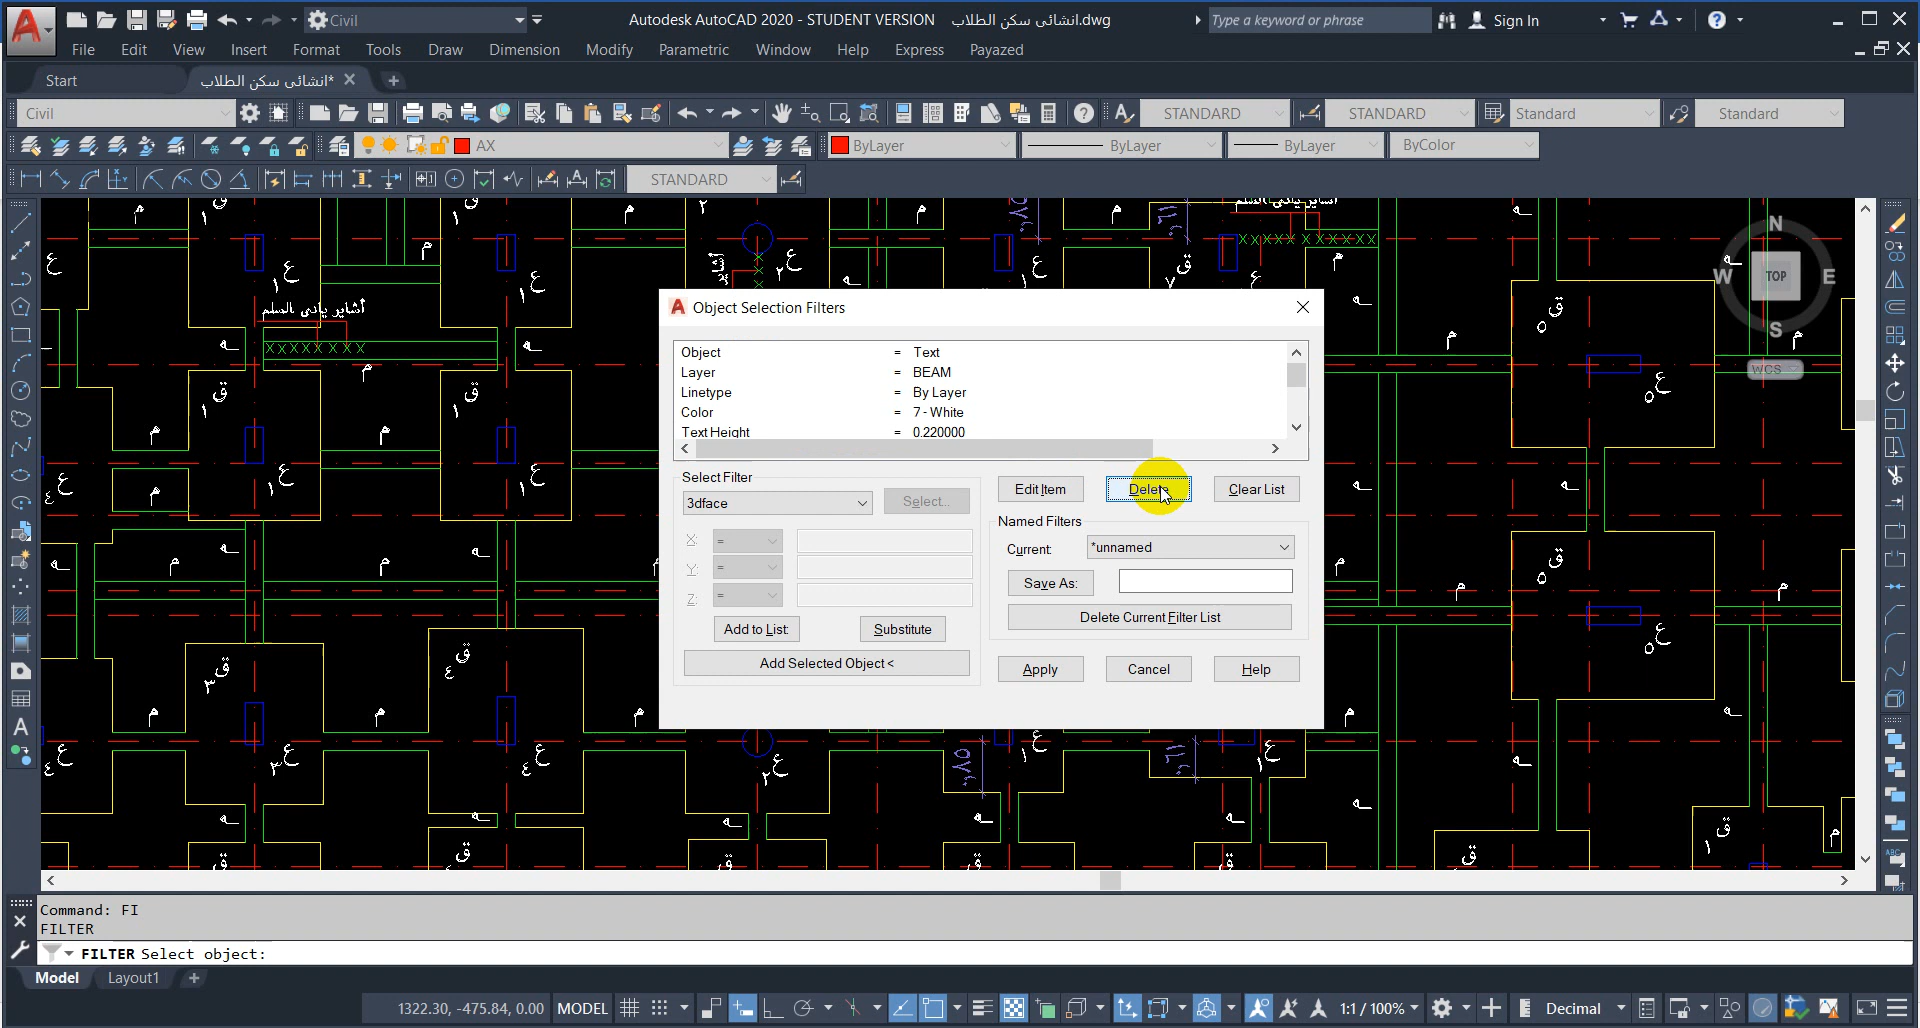 Civil
Autodesk AutoCAD 2020 - STUDENT VERSION انشائى سكن الطلاب.dwg
Type a keyword or phrase
Sign In
File Edit View Insert Format Tools Draw Dimension Modify Parametric Window Help Express Payazed
Start
انشائى سكن الطلاب*
Civil
STANDARD
STANDARD
Standard
Standard
AX
ByLayer
ByLayer
ByLayer
ByColor
STANDARD
أشاير يأتى السلم
N
W TOP E
S
WCS
Object Selection Filters
Object = Text
Layer = BEAM
Linetype = By Layer
Color = 7 - White
Text Height = 0.220000
Select Filter
3dface
Select...
X: =
Y: =
Z: =
Add to List:
Substitute
Add Selected Object <
Edit Item
Delete
Clear List
Named Filters
Current:
*unnamed
Save As:
Delete Current Filter List
Apply
Cancel
Help
Command: FI
FILTER
FILTER Select object:
Model
Layout1
1322.30, -475.84, 0.00 MODEL
1:1 / 100%
Decimal